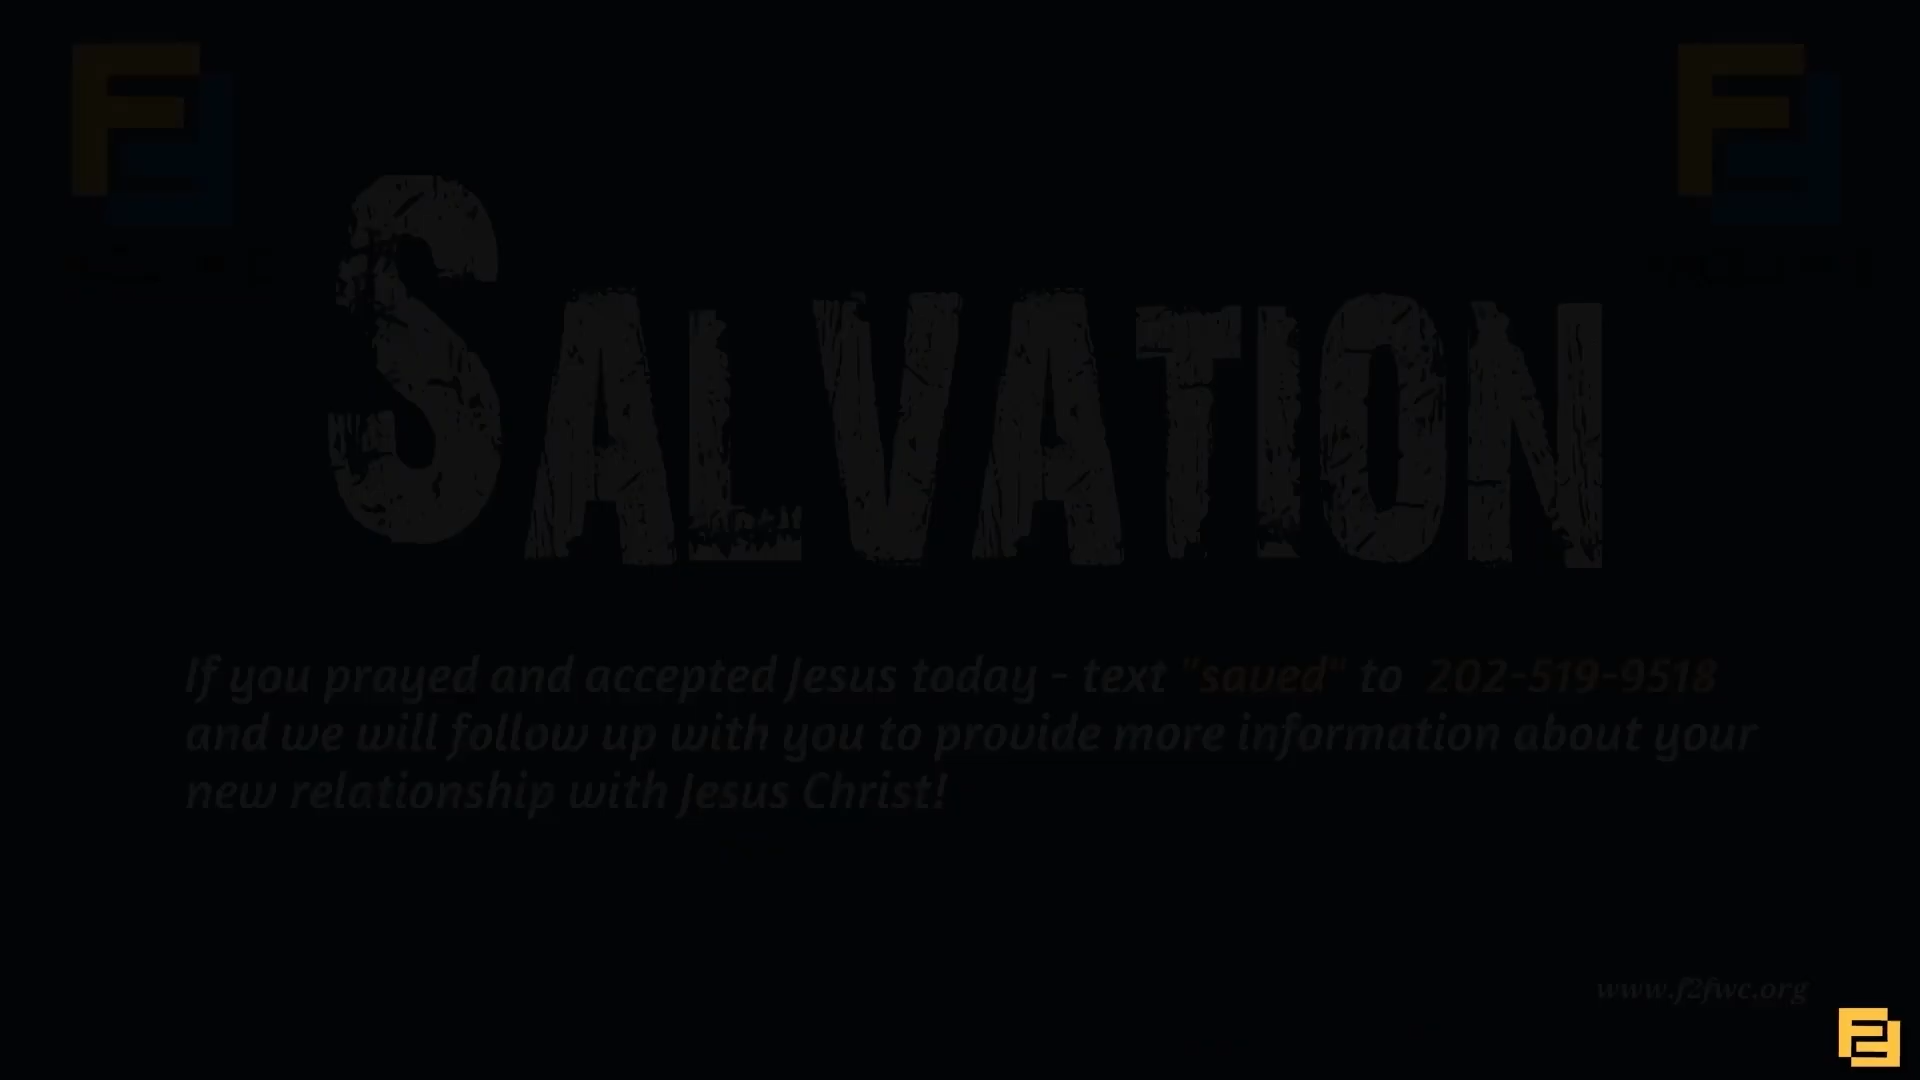 SALVATION
If you prayed and accepted Jesus today - text "saved" to 202-519-9518
and we will follow up with you to provide more information about your
new relationship with Jesus Christ!
www.f2fwc.org